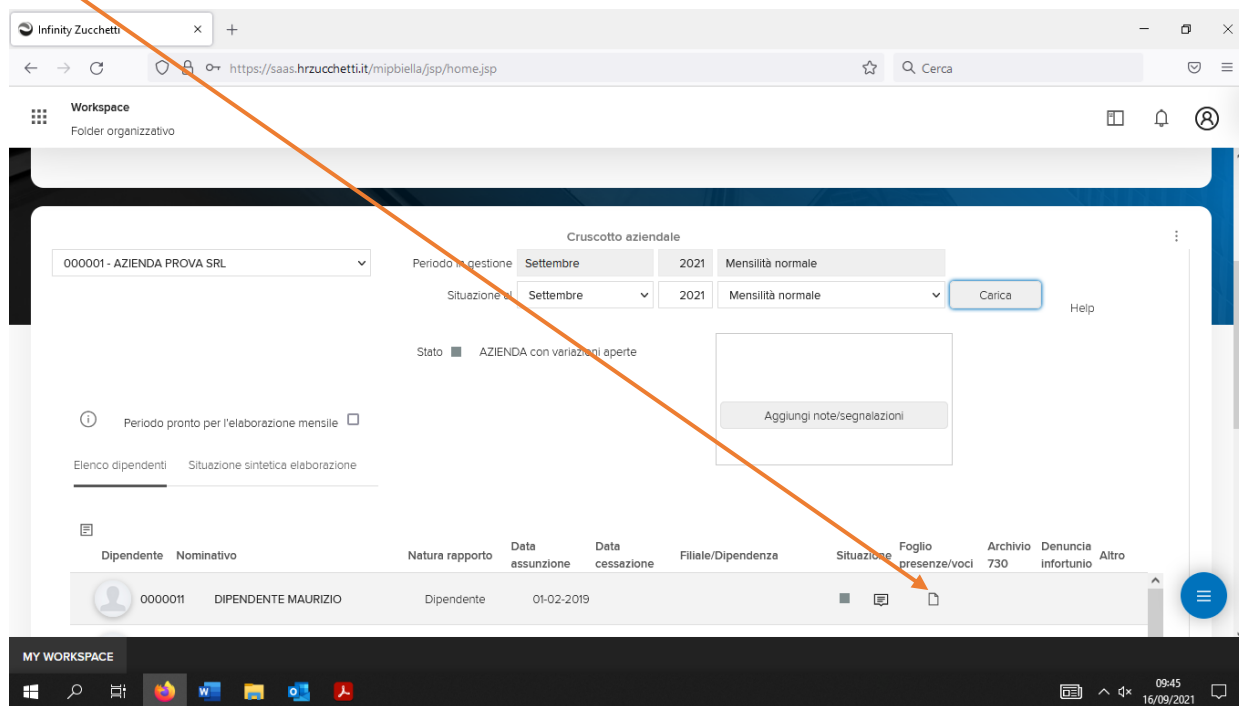 Infinity Zucchetti
https://saas.hrzucchetti.it/mipbiella/jsp/home.jsp
Cerca
Workspace
Folder organizzativo
Cruscotto aziendale
000001 - AZIENDA PROVA SRL
Periodo in gestione Settembre 2021 Mensilità normale
Situazione al Settembre 2021 Mensilità normale Carica
Help
Stato AZIENDA con variazioni aperte
Aggiungi note/segnalazioni
Periodo pronto per l'elaborazione mensile
Elenco dipendenti Situazione sintetica elaborazione
Dipendente Nominativo Natura rapporto Data assunzione Data cessazione Filiale/Dipendenza Situazione Foglio presenze/voci Archivio 730 Denuncia infortunio Altro
0000011 DIPENDENTE MAURIZIO Dipendente 01-02-2019
MY WORKSPACE
09:45
16/09/2021